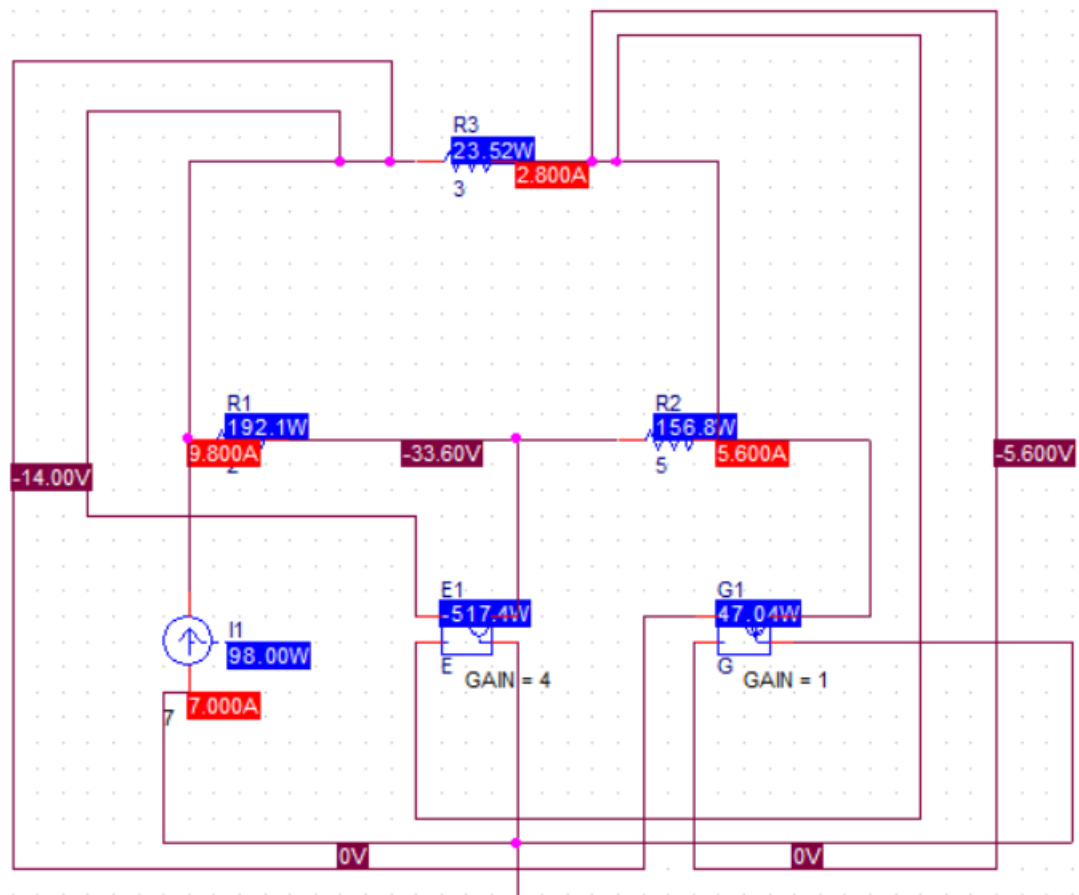 R3
23.52W
2.800A
3
R1
192.1W
9.800A
2
-33.60V
R2
156.8W
5.600A
5
-14.00V
-5.600V
E1
-517.4W
E
GAIN = 4
G1
47.04W
G
GAIN = 1
I1
98.00W
7.000A
7
0V
0V